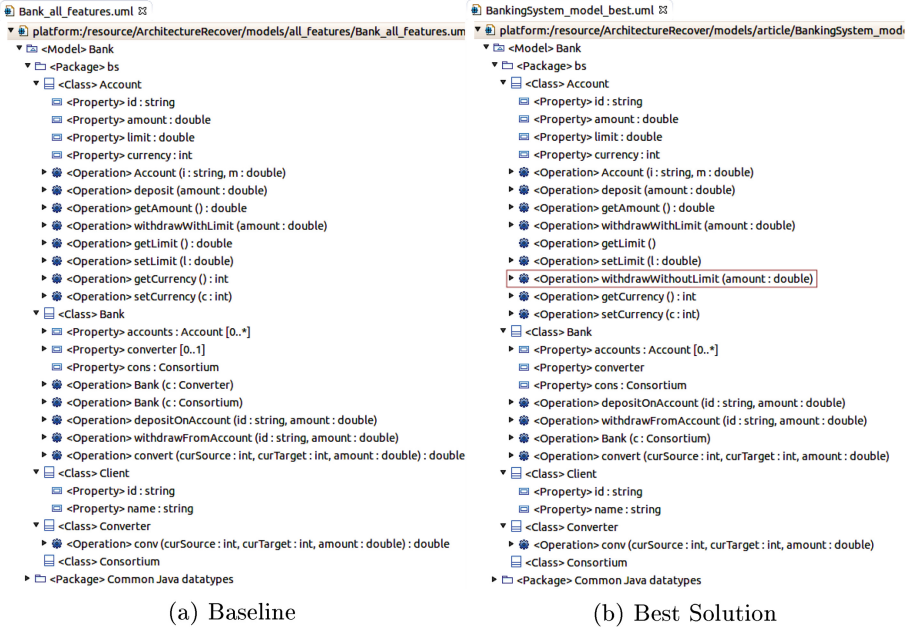 Bank_all_features.uml
platform:/resource/ArchitectureRecover/models/all_features/Bank_all_features.um
<Model> Bank
<Package> bs
<Class> Account
<Property> id : string
<Property> amount : double
<Property> limit : double
<Property> currency : int
<Operation> Account (i : string, m : double)
<Operation> deposit (amount : double)
<Operation> getAmount () : double
<Operation> withdrawWithLimit (amount : double)
<Operation> getLimit () : double
<Operation> setLimit (l : double)
<Operation> getCurrency () : int
<Operation> setCurrency (c : int)
<Class> Bank
<Property> accounts : Account [0..*]
<Property> converter [0..1]
<Property> cons : Consortium
<Operation> Bank (c : Converter)
<Operation> Bank (c : Consortium)
<Operation> depositOnAccount (id : string, amount : double)
<Operation> withdrawFromAccount (id : string, amount : double)
<Operation> convert (curSource : int, curTarget : int, amount : double) : double
<Class> Client
<Property> id : string
<Property> name : string
<Class> Converter
<Operation> conv (curSource : int, curTarget : int, amount : double) : double
<Class> Consortium
<Package> Common Java datatypes
(a) Baseline
BankingSystem_model_best.uml
platform:/resource/ArchitectureRecover/models/article/BankingSystem_mode
<Model> Bank
<Package> bs
<Class> Account
<Property> id : string
<Property> amount : double
<Property> limit : double
<Property> currency : int
<Operation> Account (i : string, m : double)
<Operation> deposit (amount : double)
<Operation> getAmount () : double
<Operation> withdrawWithLimit (amount : double)
<Operation> getLimit ()
<Operation> setLimit (l : double)
<Operation> withdrawWithoutLimit (amount : double)
<Operation> getCurrency () : int
<Operation> setCurrency (c : int)
<Class> Bank
<Property> accounts : Account [0..*]
<Property> converter
<Property> cons : Consortium
<Operation> depositOnAccount (id : string, amount : double)
<Operation> withdrawFromAccount (id : string, amount : double)
<Operation> Bank (c : Consortium)
<Operation> convert (curSource : int, curTarget : int, amount : double)
<Class> Client
<Property> id : string
<Property> name : string
<Class> Converter
<Operation> conv (curSource : int, curTarget : int, amount : double)
<Class> Consortium
<Package> Common Java datatypes
(b) Best Solution